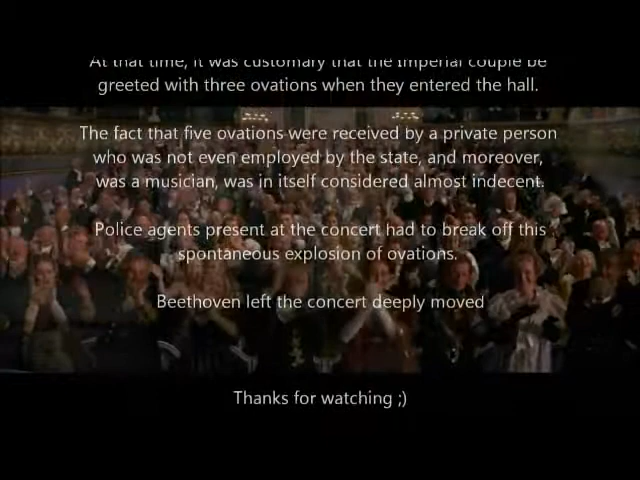 At that time, it was customary that the Imperial couple be
greeted with three ovations when they entered the hall.
The fact that five ovations were received by a private person
who was not even employed by the state, and moreover,
was a musician, was in itself considered almost indecent.
Police agents present at the concert had to break off this
spontaneous explosion of ovations.
Beethoven left the concert deeply moved
Thanks for watching ;)